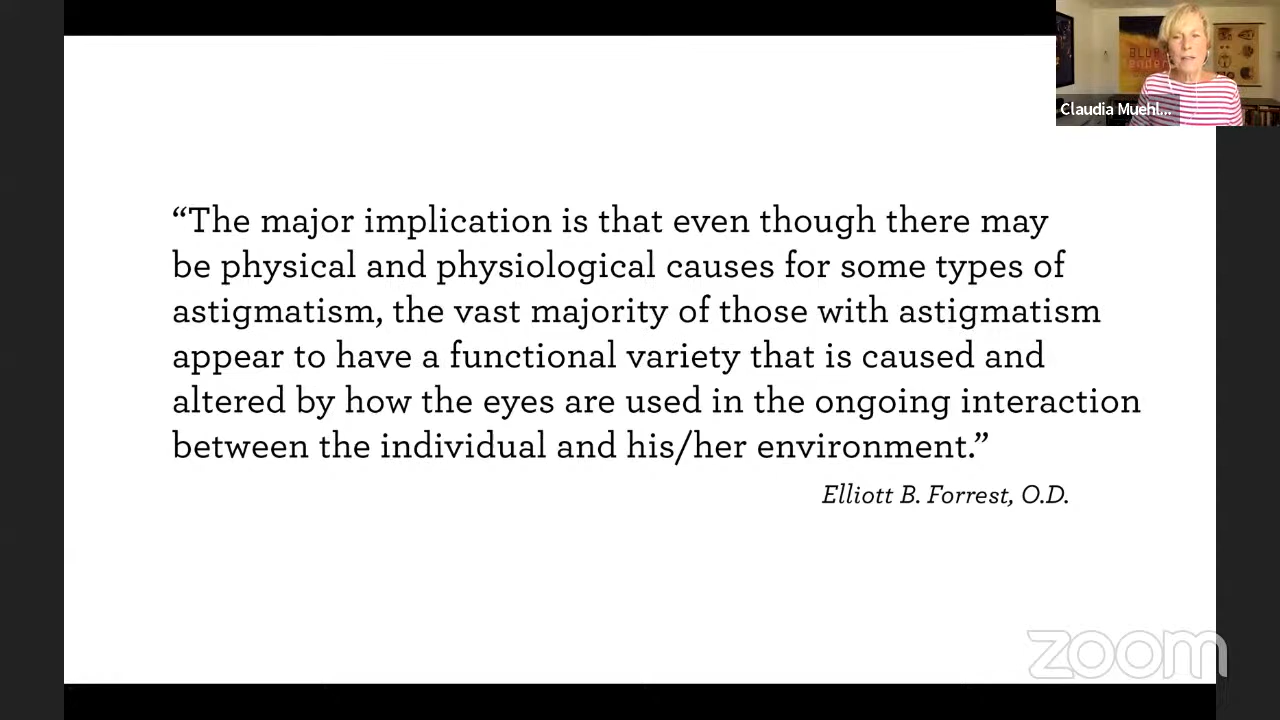 Claudia Muehl...
“The major implication is that even though there may
be physical and physiological causes for some types of
astigmatism, the vast majority of those with astigmatism
appear to have a functional variety that is caused and
altered by how the eyes are used in the ongoing interaction
between the individual and his/her environment.”
Elliott B. Forrest, O.D.
zoom